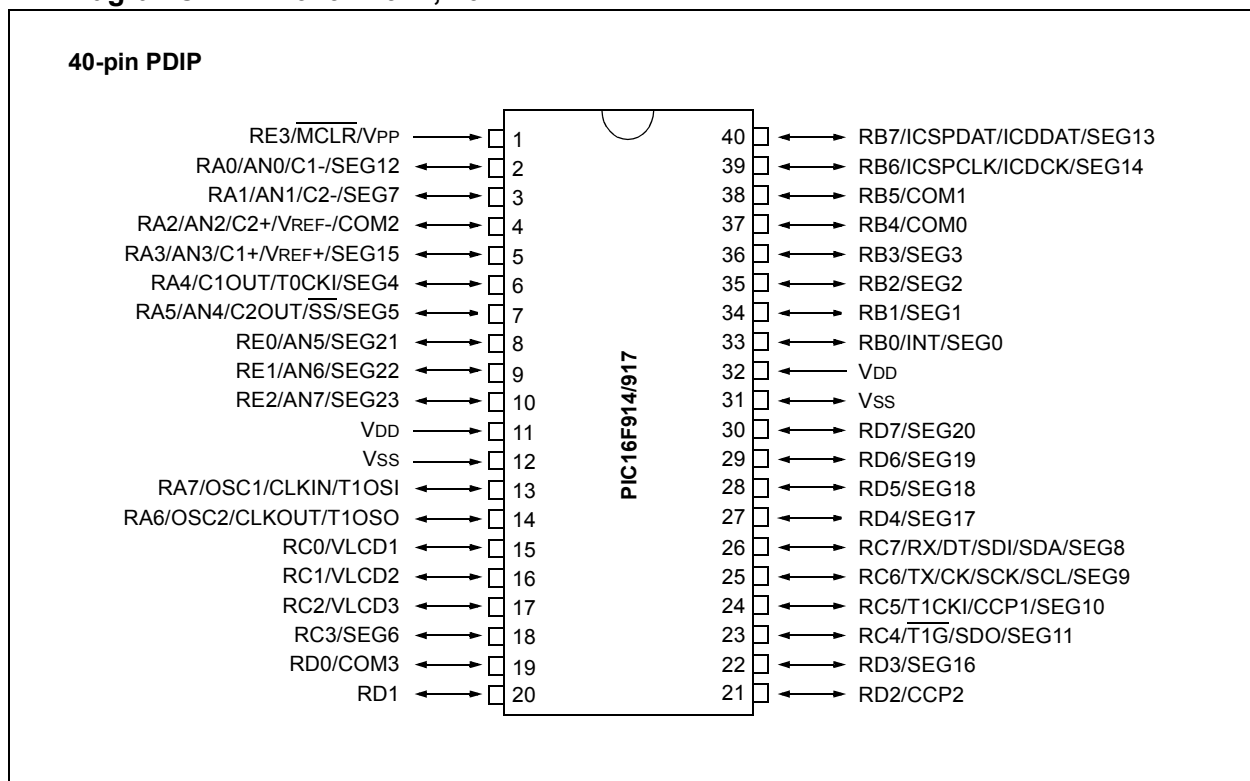 40-pin PDIP
RE3/MCLR/VPP 1
RA0/AN0/C1-/SEG12 2
RA1/AN1/C2-/SEG7 3
RA2/AN2/C2+/VREF-/COM2 4
RA3/AN3/C1+/VREF+/SEG15 5
RA4/C1OUT/T0CKI/SEG4 6
RA5/AN4/C2OUT/SS/SEG5 7
RE0/AN5/SEG21 8
RE1/AN6/SEG22 9
RE2/AN7/SEG23 10
VDD 11
VSS 12
RA7/OSC1/CLKIN/T1OSI 13
RA6/OSC2/CLKOUT/T1OSO 14
RC0/VLCD1 15
RC1/VLCD2 16
RC2/VLCD3 17
RC3/SEG6 18
RD0/COM3 19
RD1 20
PIC16F914/917
40 RB7/ICSPDAT/ICDDAT/SEG13
39 RB6/ICSPCLK/ICDCK/SEG14
38 RB5/COM1
37 RB4/COM0
36 RB3/SEG3
35 RB2/SEG2
34 RB1/SEG1
33 RB0/INT/SEG0
32 VDD
31 VSS
30 RD7/SEG20
29 RD6/SEG19
28 RD5/SEG18
27 RD4/SEG17
26 RC7/RX/DT/SDI/SDA/SEG8
25 RC6/TX/CK/SCK/SCL/SEG9
24 RC5/T1CKI/CCP1/SEG10
23 RC4/T1G/SDO/SEG11
22 RD3/SEG16
21 RD2/CCP2